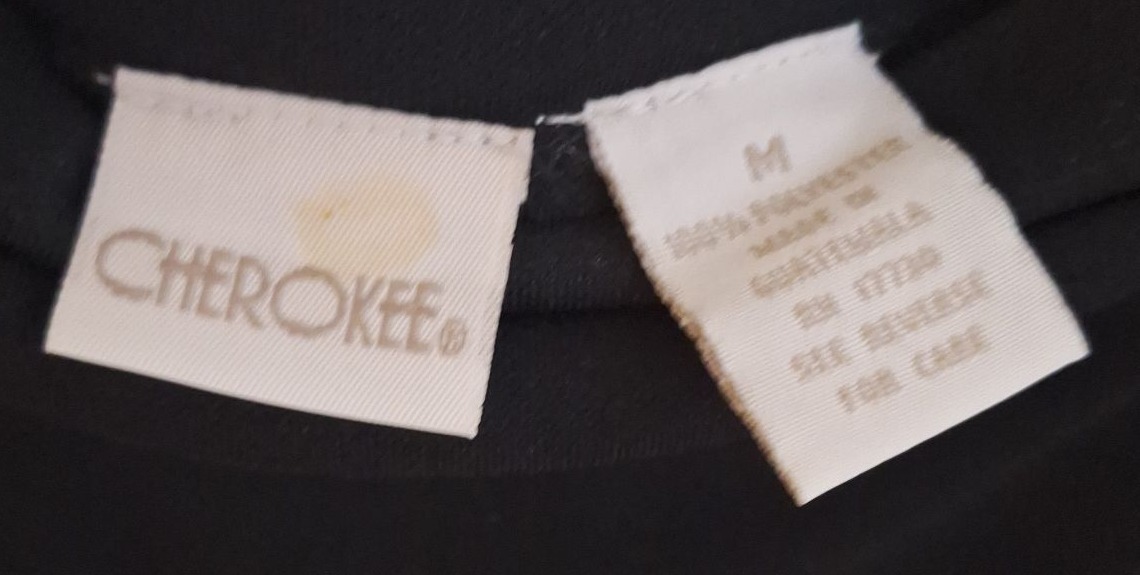 CHEROKEE®
M
100% POLYESTER
MADE IN
GUATEMALA
RN 17730
SEE REVERSE
FOR CARE